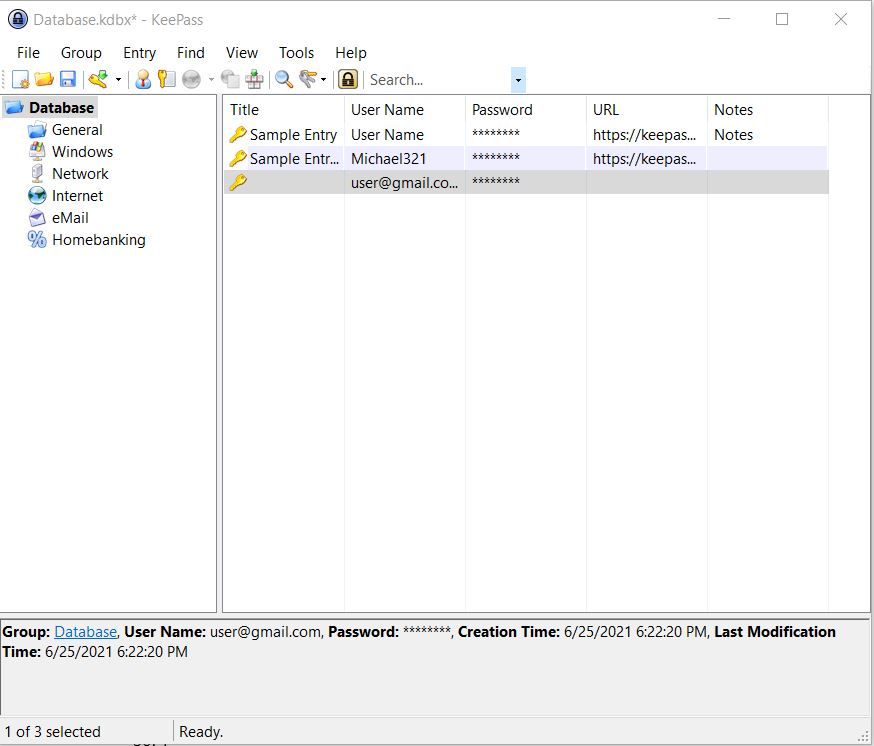 Database.kdbx* - KeePass
File Group Entry Find View Tools Help
Search...
Database
General
Windows
Network
Internet
eMail
Homebanking
Title User Name Password URL Notes
Sample Entry User Name ******** https://keepas... Notes
Sample Entr... Michael321 ******** https://keepas...
user@gmail.co... ********
Group: Database, User Name: user@gmail.com, Password: ********, Creation Time: 6/25/2021 6:22:20 PM, Last Modification
Time: 6/25/2021 6:22:20 PM
1 of 3 selected Ready.